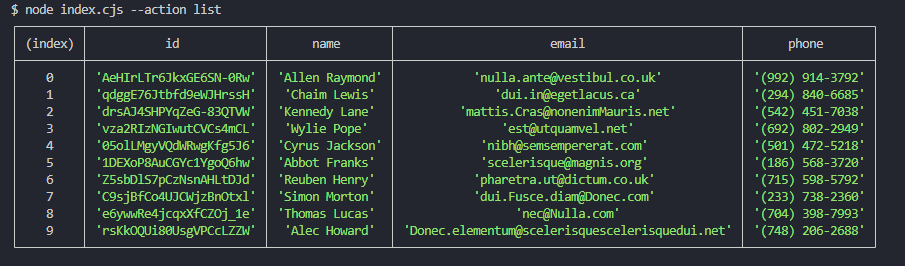 $ node index.cjs --action list
(index) id name email phone
0 'AeHIrLTr6JkxGE6SN-0Rw' 'Allen Raymond' 'nulla.ante@vestibul.co.uk' '(992) 914-3792'
1 'qdggE76Jtbfd9eWJHrssH' 'Chaim Lewis' 'dui.in@egetlacus.ca' '(294) 840-6685'
2 'drsAJ4SHPYqZeG-83QTVW' 'Kennedy Lane' 'mattis.Cras@nonenimMauris.net' '(542) 451-7038'
3 'vza2RIzNGIwutCVCs4mCL' 'Wylie Pope' 'est@utquamvel.net' '(692) 802-2949'
4 '05olLMgyVQdWRwgKfg5J6' 'Cyrus Jackson' 'nibh@semsempererat.com' '(501) 472-5218'
5 '1DEXoP8AuCGYc1YgoQ6hw' 'Abbot Franks' 'scelerisque@magnis.org' '(186) 568-3720'
6 'Z5sbDlS7pCzNsnAHLtDJd' 'Reuben Henry' 'pharetra.ut@dictum.co.uk' '(715) 598-5792'
7 'C9sjBfCo4UJCWjzBnOtxl' 'Simon Morton' 'dui.Fusce.diam@Donec.com' '(233) 738-2360'
8 'e6ywwRe4jcqxXfCZOj_1e' 'Thomas Lucas' 'nec@Nulla.com' '(704) 398-7993'
9 'rsKkOQUi80UsgVPCcLZZW' 'Alec Howard' 'Donec.elementum@scelerisquescelerisquedui.net' '(748) 206-2688'